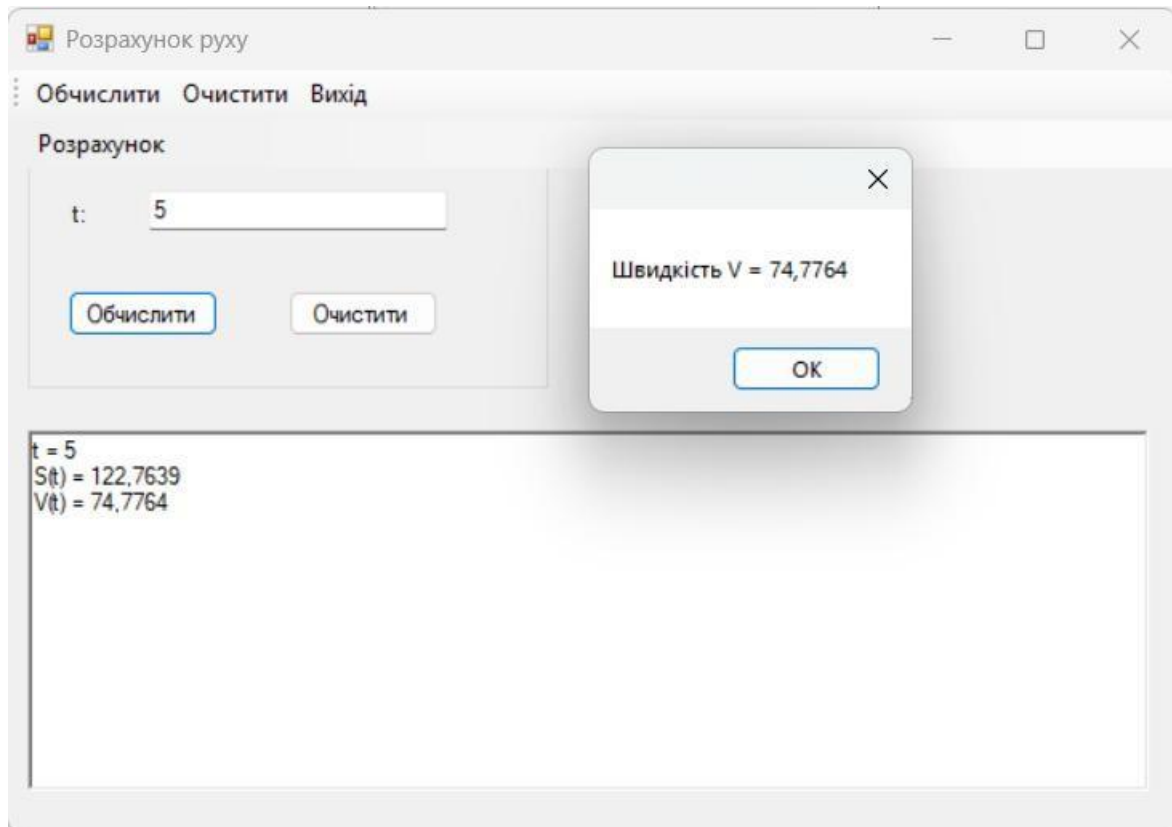 Розрахунок руху
Обчислити Очистити Вихід
Розрахунок
t: 5
Обчислити Очистити
Швидкість V = 74,7764
OK
t = 5
S(t) = 122,7639
V(t) = 74,7764